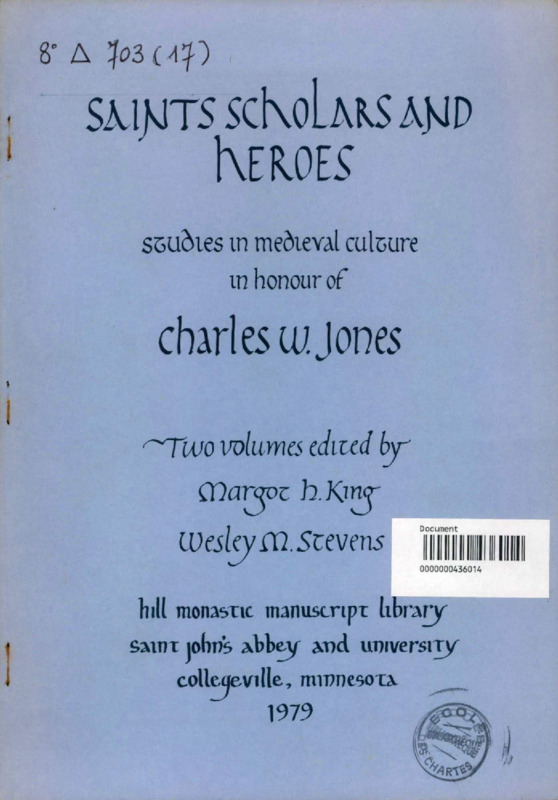 8° Δ 703 (17)
SAINTS SCHOLARS AND
HEROES
studies in medieval culture
in honour of
Charles W. Jones
Two volumes edited by
Margot H. King
Wesley M. Stevens
Document
0000000436014
hill monastic manuscript library
saint john's abbey and university
collegeville, minnesota
1979
ECOLE
DES CHARTES